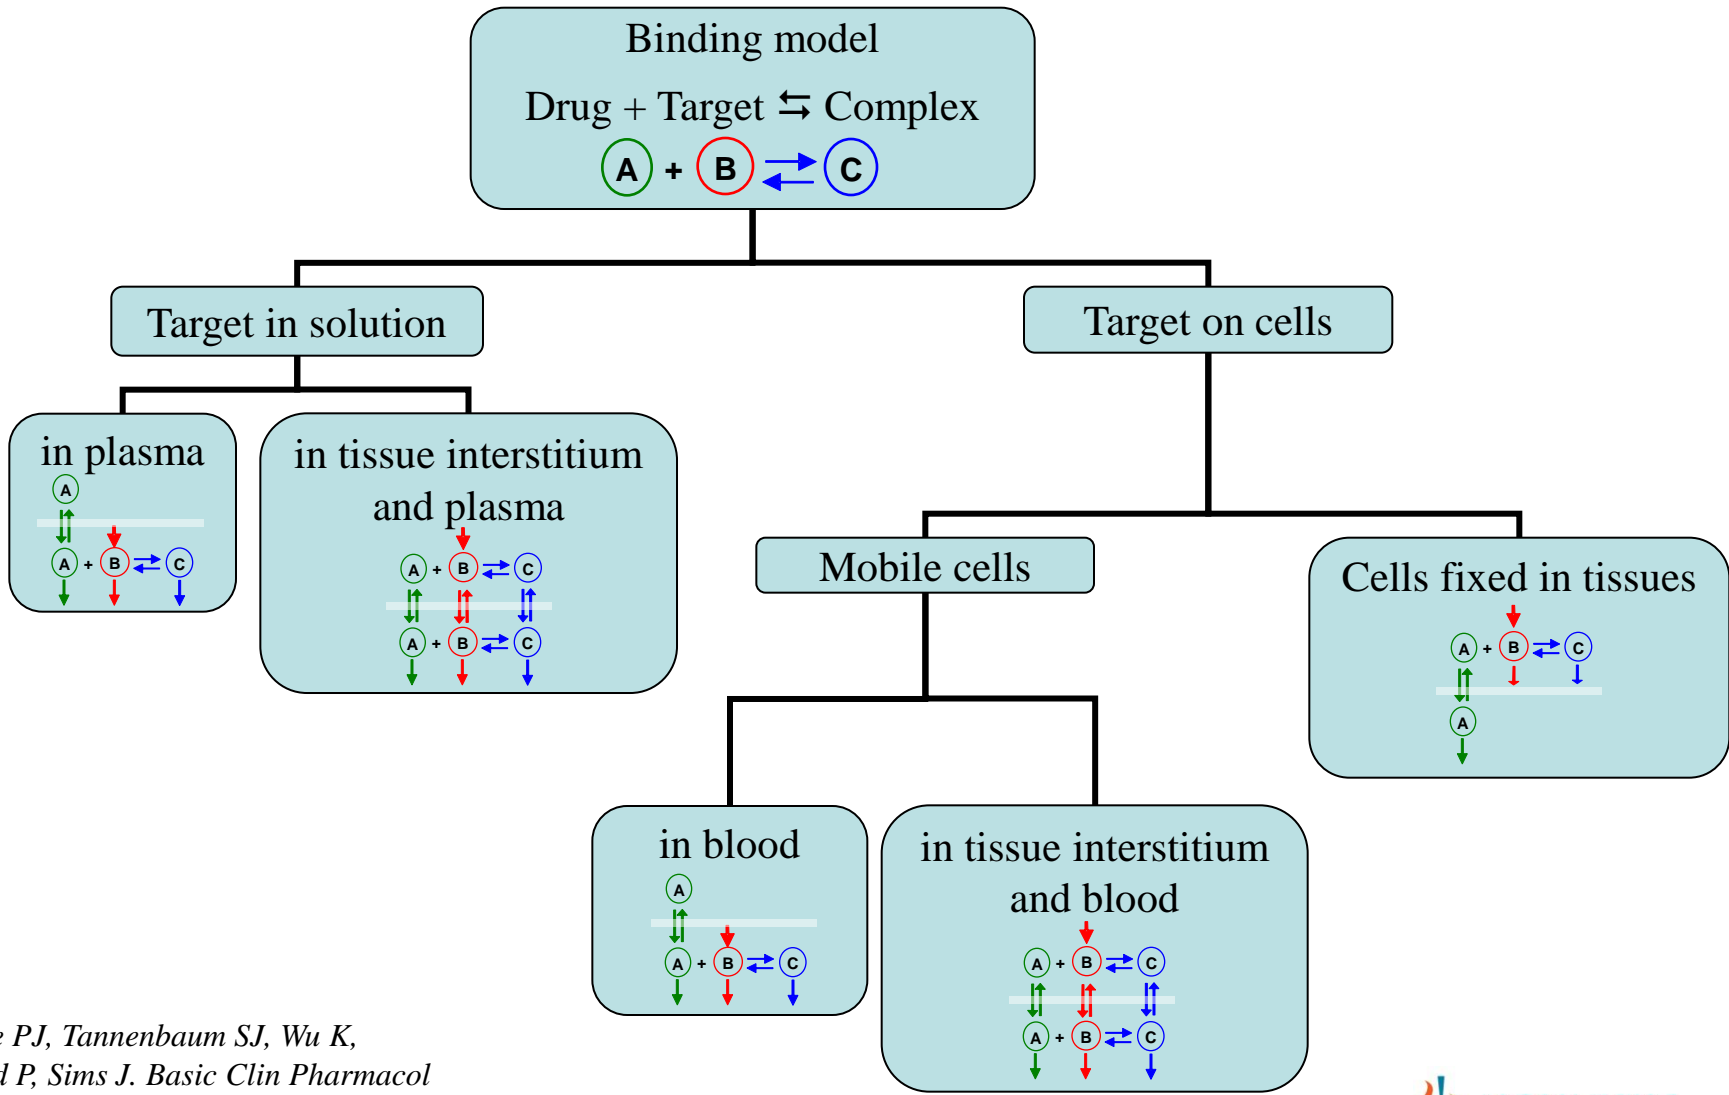 Binding model
Drug + Target ⇆ Complex
A + B C
Target in solution
Target on cells
in plasma
A
A + B C
in tissue interstitium
and plasma
A + B C
A + B C
Mobile cells
Cells fixed in tissues
A + B C
A
in blood
A
A + B C
in tissue interstitium
and blood
A + B C
A + B C
PJ, Tannenbaum SJ, Wu K,
P, Sims J. Basic Clin Pharmacol